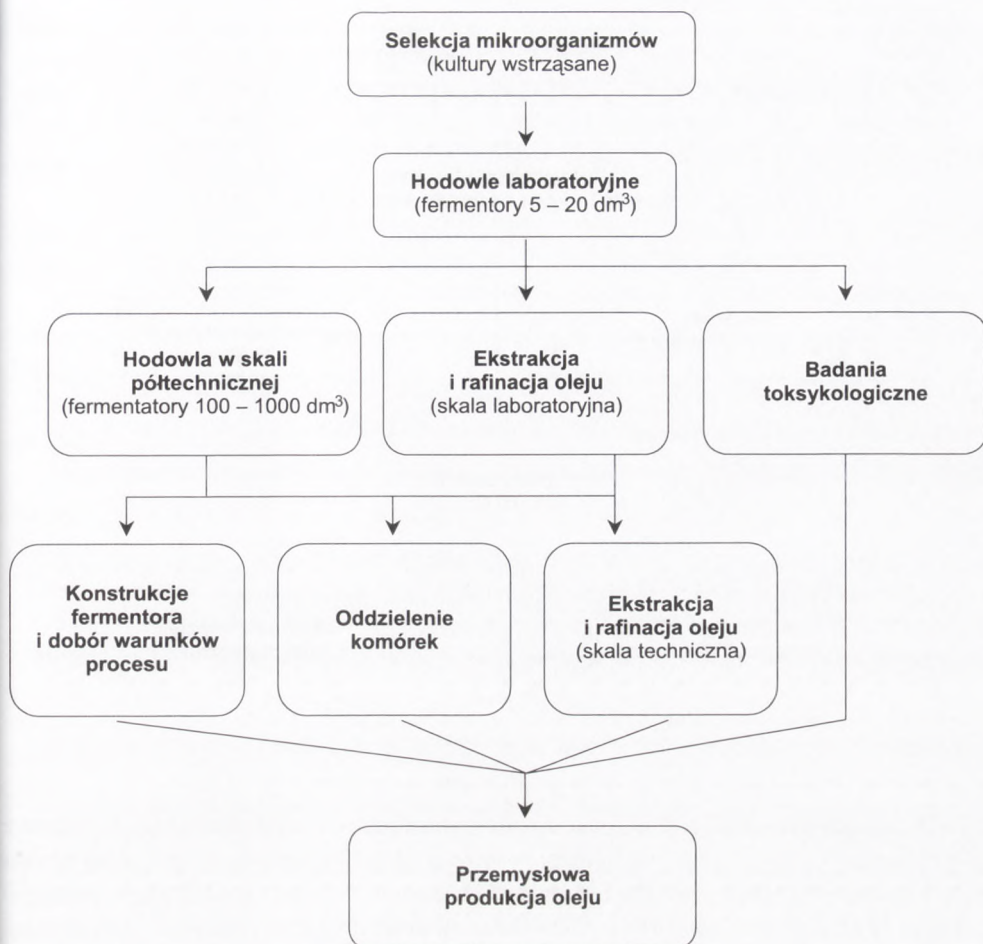 Selekcja mikroorganizmów
(kultury wstrząsane)
Hodowle laboratoryjne
(fermentory 5 – 20 dm³)
Hodowla w skali
półtechnicznej
(fermentatory 100 – 1000 dm³)
Ekstrakcja
i rafinacja oleju
(skala laboratoryjna)
Badania
toksykologiczne
Konstrukcje
fermentora
i dobór warunków
procesu
Oddzielenie
komórek
Ekstrakcja
i rafinacja oleju
(skala techniczna)
Przemysłowa
produkcja oleju